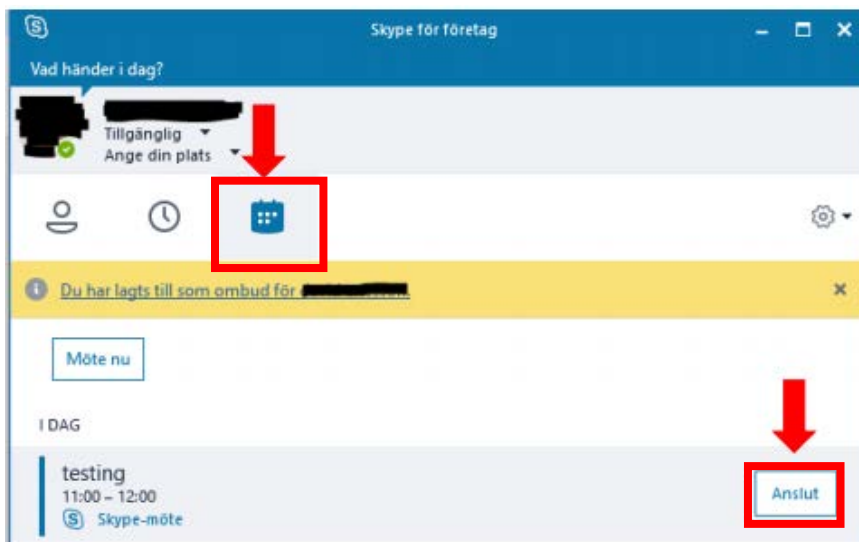 Skype för företag
Vad händer i dag?
Tillgänglig
Ange din plats
Du har lagts till som ombud för
Möte nu
I DAG
testing
11:00 – 12:00
Skype-möte
Anslut